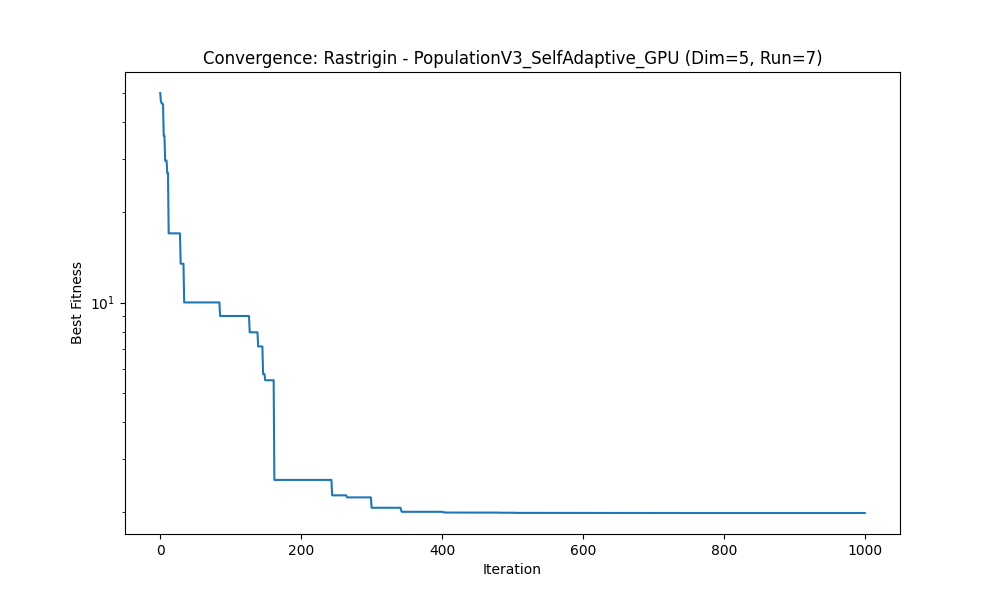 Convergence: Rastrigin - PopulationV3_SelfAdaptive_GPU (Dim=5, Run=7)
Best Fitness
10¹
0 200 400 600 800 1000
Iteration